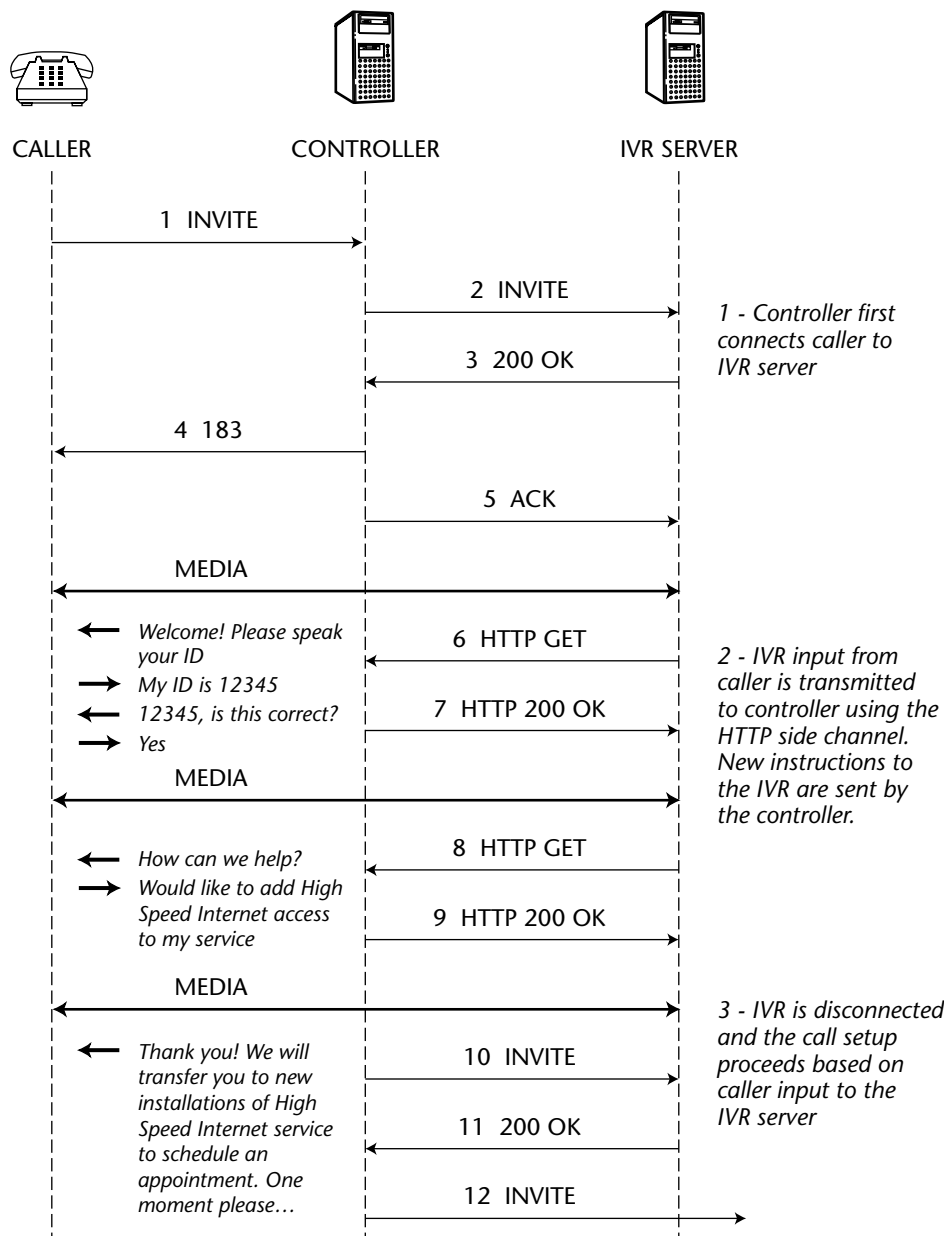 CALLER
CONTROLLER
IVR SERVER
1 INVITE
2 INVITE
3 200 OK
1 - Controller first
connects caller to
IVR server
4 183
5 ACK
MEDIA
Welcome! Please speak
your ID
My ID is 12345
12345, is this correct?
Yes
6 HTTP GET
7 HTTP 200 OK
2 - IVR input from
caller is transmitted
to controller using the
HTTP side channel.
New instructions to
the IVR are sent by
the controller.
MEDIA
How can we help?
Would like to add High
Speed Internet access
to my service
8 HTTP GET
9 HTTP 200 OK
MEDIA
Thank you! We will
transfer you to new
installations of High
Speed Internet service
to schedule an
appointment. One
moment please…
10 INVITE
11 200 OK
12 INVITE
3 - IVR is disconnected
and the call setup
proceeds based on
caller input to the
IVR server